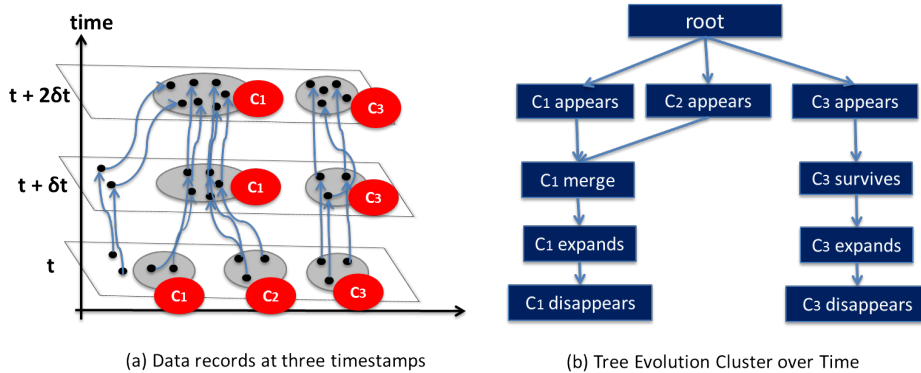 time
t + 2δt
C1
C3
t + δt
C1
C3
t
C1
C2
C3
(a) Data records at three timestamps
root
C1 appears
C2 appears
C3 appears
C1 merge
C3 survives
C1 expands
C3 expands
C1 disappears
C3 disappears
(b) Tree Evolution Cluster over Time